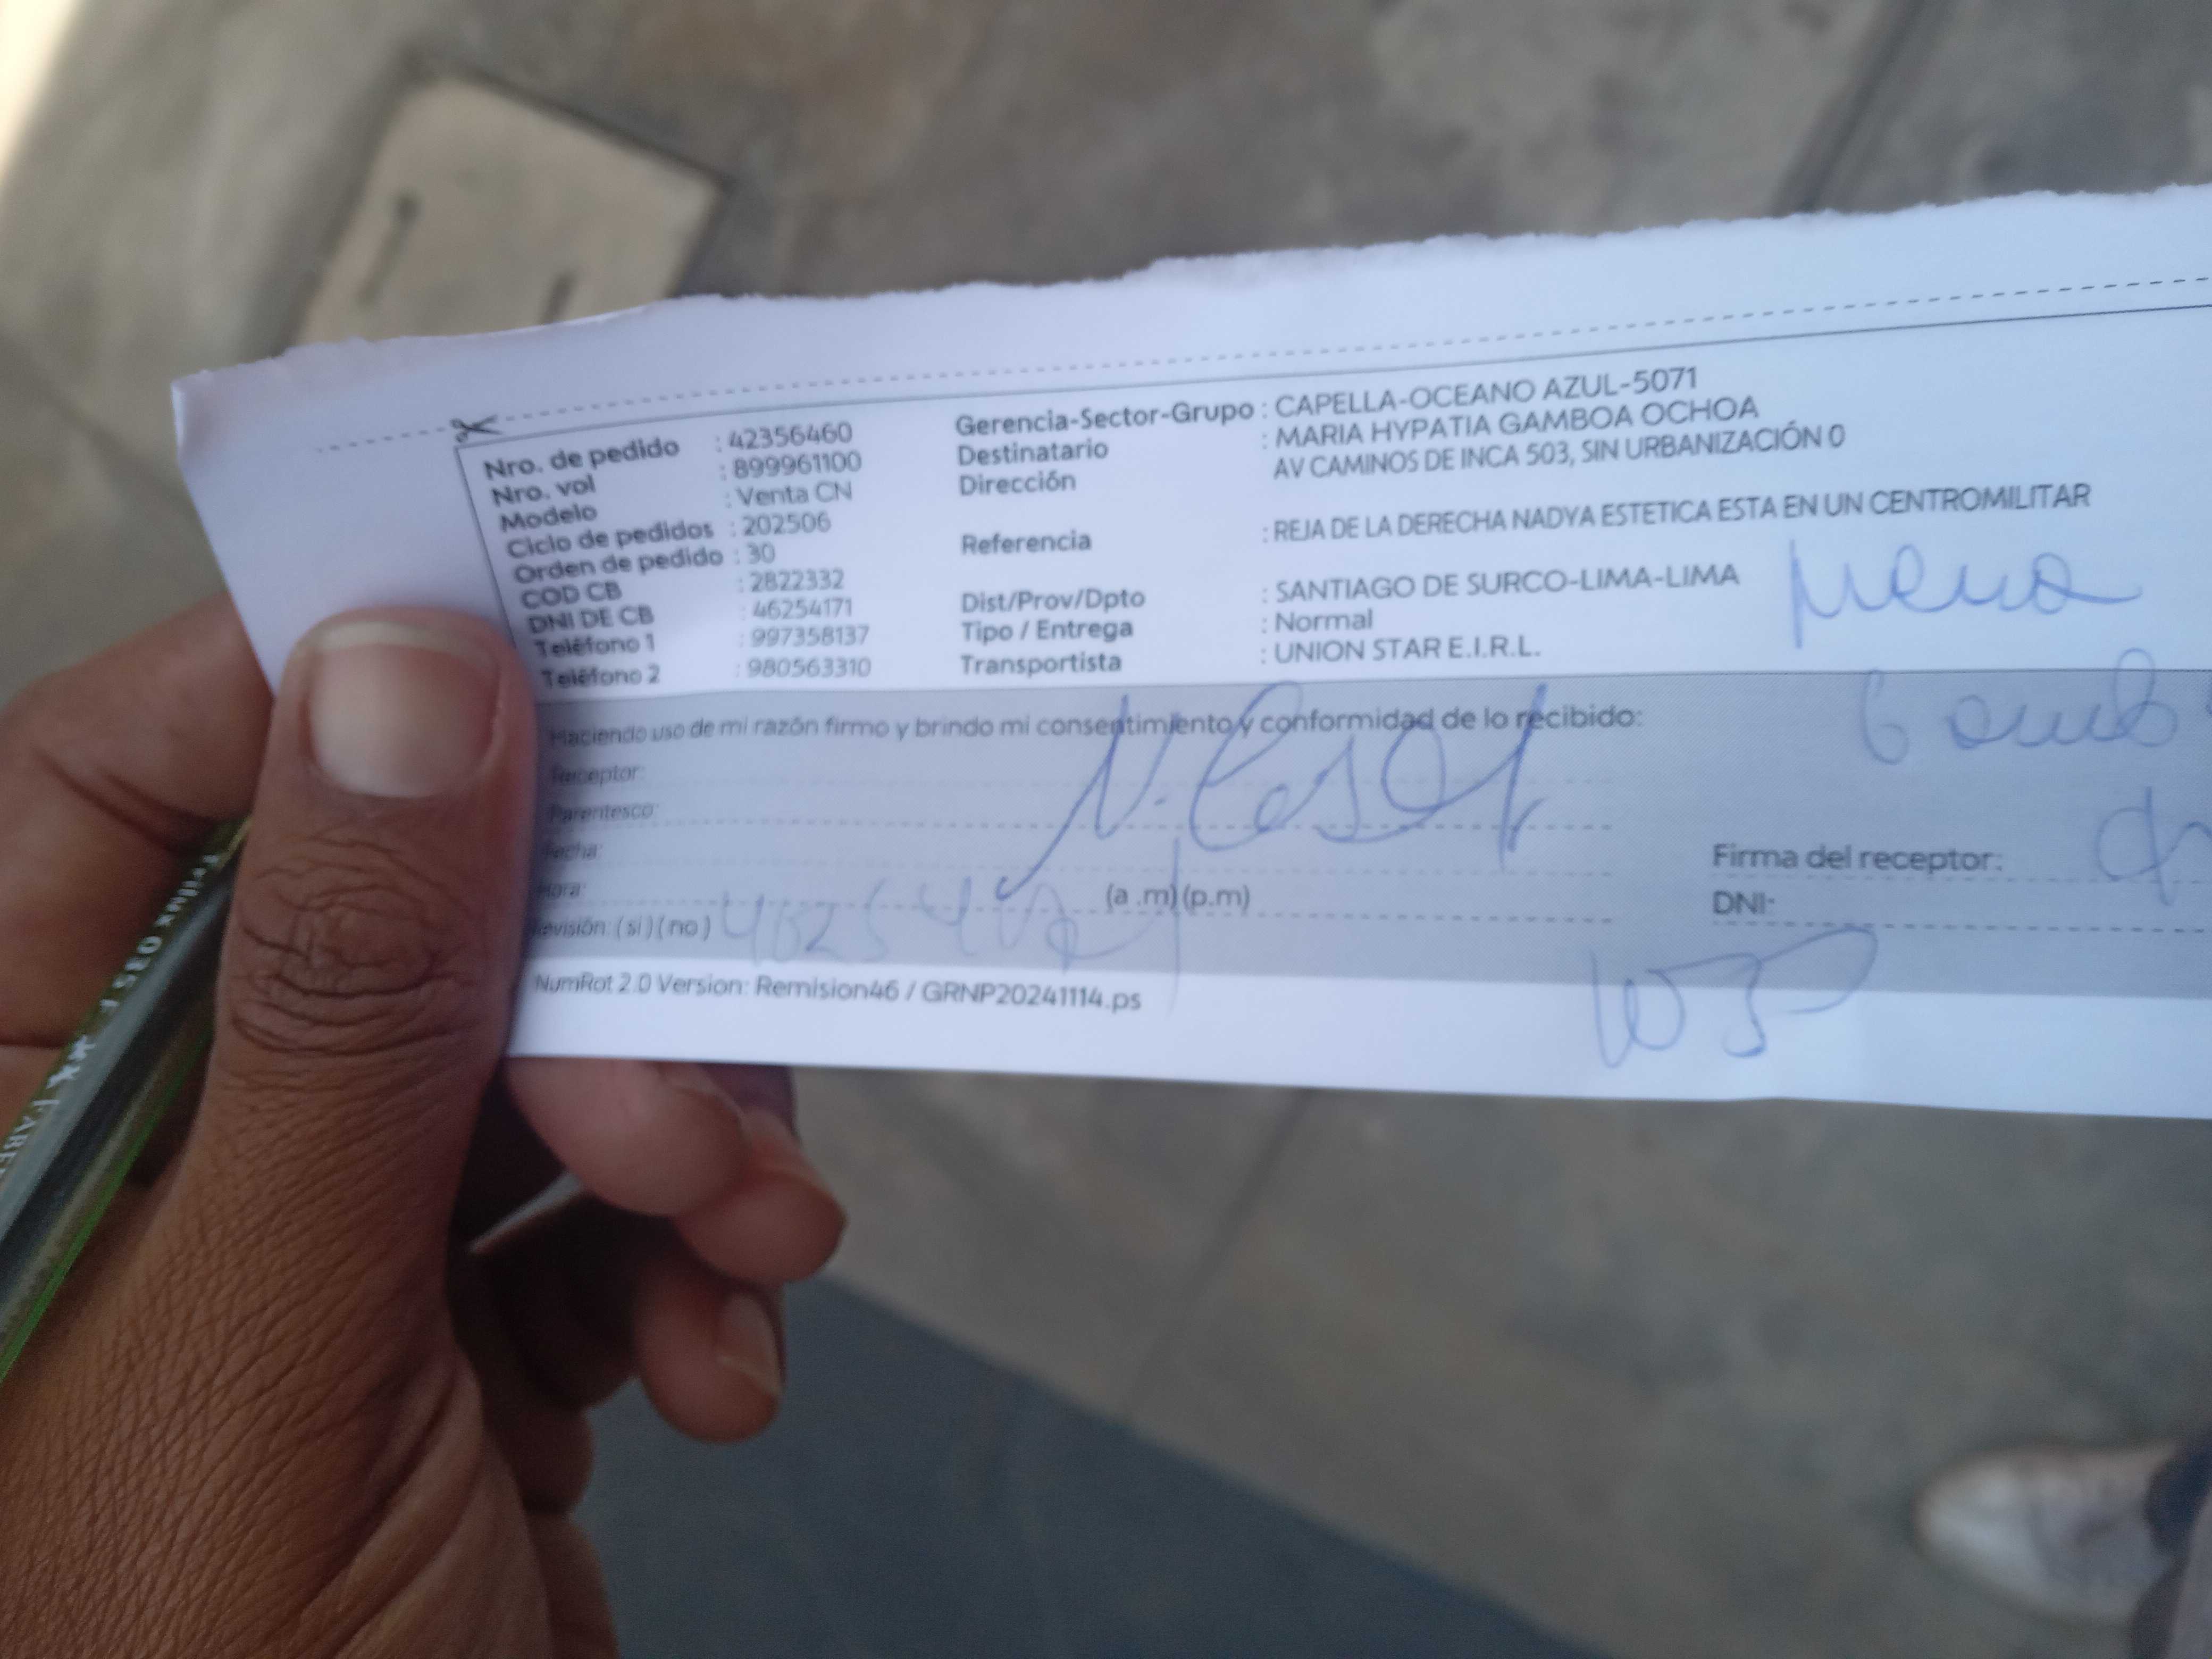 Nro. de pedido : 42356460
Nro. vol : 899961100
Modelo : Venta CN
Ciclo de pedidos : 202506
Orden de pedido : 30
COD CB : 2822332
DNI DE CB : 46254171
Teléfono 1 : 997358137
Teléfono 2 : 980563310
Gerencia-Sector-Grupo : CAPELLA-OCEANO AZUL-5071
Destinatario : MARIA HYPATIA GAMBOA OCHOA
Dirección AV CAMINOS DE INCA 503, SIN URBANIZACIÓN 0
Referencia : REJA DE LA DERECHA NADYA ESTETICA ESTA EN UN CENTROMILITAR
Dist/Prov/Dpto : SANTIAGO DE SURCO-LIMA-LIMA
Tipo / Entrega : Normal
Transportista : UNION STAR E.I.R.L.
Haciendo uso de mi razón firmo y brindo mi consentimiento y conformidad de lo recibido:
Receptor:
Parentesco:
Fecha:
Hora: (a .m) (p.m)
evisión: ( si ) ( no )
Firma del receptor:
DNI:
NumRot 2.0 Version: Remision46 / GRNP20241114.ps